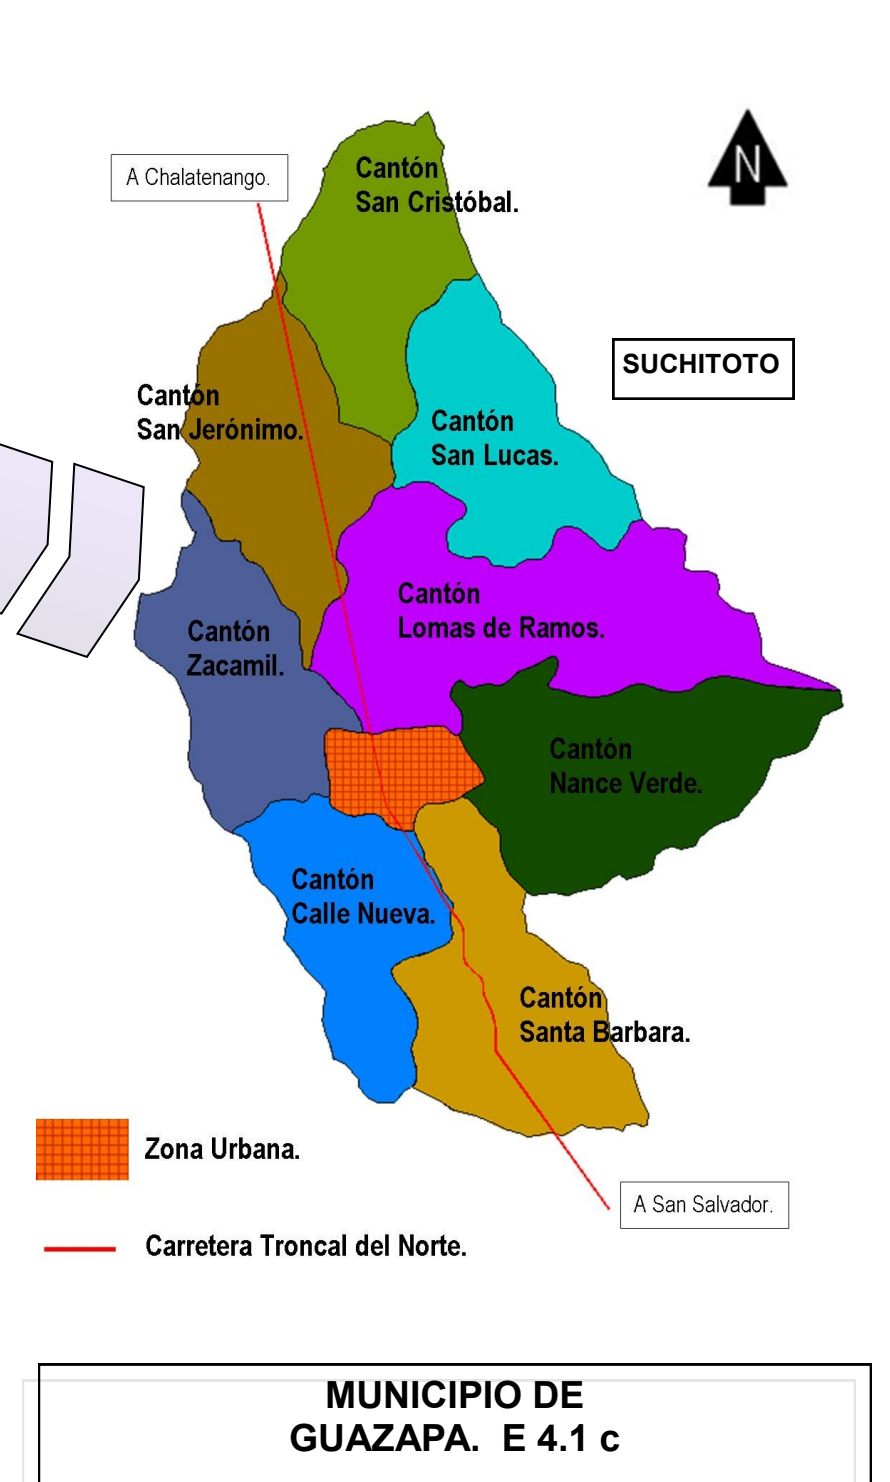 Cantón
San Cristóbal.
N
A Chalatenango.
SUCHITOTO
Cantón
San Jerónimo.
Cantón
San Lucas.
Cantón
Lomas de Ramos.
Cantón
Zacamil.
Cantón
Nance Verde.
Cantón
Calle Nueva.
Cantón
Santa Barbara.
Zona Urbana.
A San Salvador.
Carretera Troncal del Norte.
MUNICIPIO DE
GUAZAPA. E 4.1 c